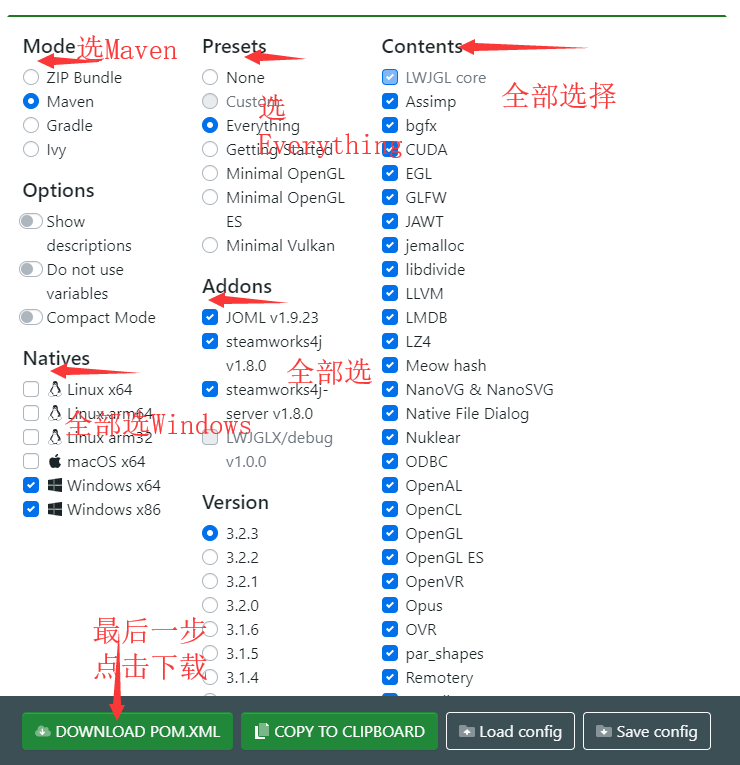 Mode
选Maven
ZIP Bundle
Maven
Gradle
Ivy
Options
Show
descriptions
Do not use
variables
Compact Mode
Natives
Linux x64
Linux arm64
全部选Windows
Linux arm32
macOS x64
Windows x64
Windows x86
Presets
None
Custom
选
Everything
Everything
Getting Started
Minimal OpenGL
Minimal OpenGL
ES
Minimal Vulkan
Addons
JOML v1.9.23
steamworks4j
v1.8.0
全部选
steamworks4j-
server v1.8.0
LWJGLX/debug
v1.0.0
Version
3.2.3
3.2.2
3.2.1
3.2.0
3.1.6
3.1.5
3.1.4
Contents
全部选择
LWJGL core
Assimp
bgfx
CUDA
EGL
GLFW
JAWT
jemalloc
libdivide
LLVM
LMDB
LZ4
Meow hash
NanoVG & NanoSVG
Native File Dialog
Nuklear
ODBC
OpenAL
OpenCL
OpenGL
OpenGL ES
OpenVR
Opus
OVR
par_shapes
Remotery
最后一步
点击下载
DOWNLOAD POM.XML
COPY TO CLIPBOARD
Load config
Save config